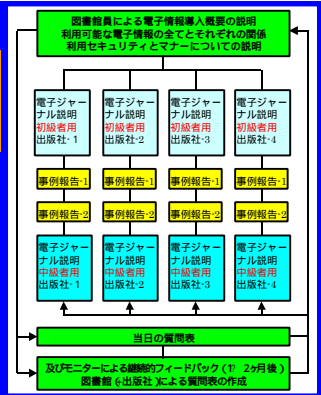 図書館員による電子情報導入概要の説明
利用可能な電子情報の全てとそれぞれの関係
利用セキュリティとマナーについての説明
電子ジャー
ナル説明
初級者用
出版社-1
電子ジャー
ナル説明
初級者用
出版社-2
電子ジャー
ナル説明
初級者用
出版社-3
電子ジャー
ナル説明
初級者用
出版社-4
事例報告-1
事例報告-1
事例報告-1
事例報告-1
事例報告-2
事例報告-2
事例報告-2
事例報告-2
電子ジャー
ナル説明
中級者用
出版社-1
電子ジャー
ナル説明
中級者用
出版社-2
電子ジャー
ナル説明
中級者用
出版社-3
電子ジャー
ナル説明
中級者用
出版社-4
当日の質問表
及びモニターによる継続的フィードバック(1? 2ヶ月後)
図書館(+出版社)による質問表の作成